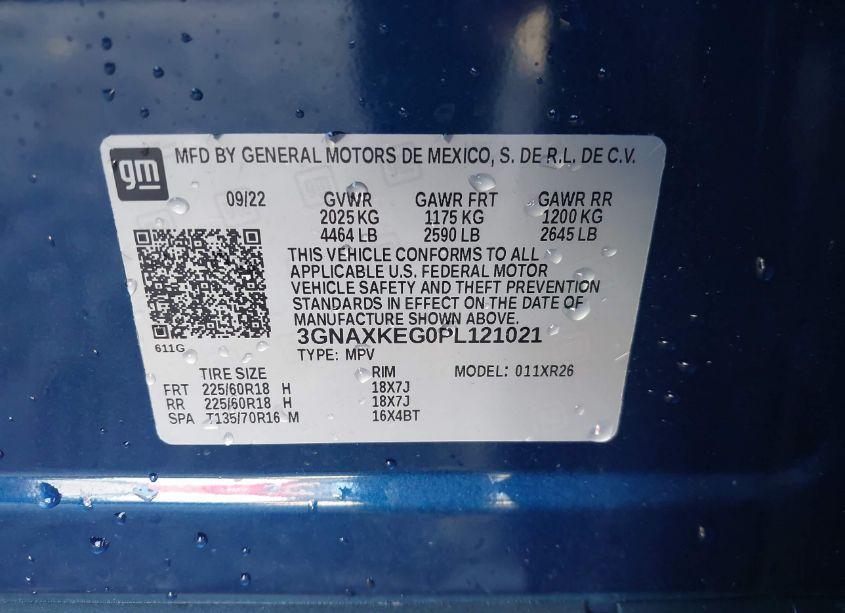 gm
MFD BY GENERAL MOTORS DE MEXICO, S. DE R.L. DE C.V.
09/22 GVWR GAWR FRT GAWR RR
2025 KG 1175 KG 1200 KG
4464 LB 2590 LB 2645 LB
THIS VEHICLE CONFORMS TO ALL
APPLICABLE U.S. FEDERAL MOTOR
VEHICLE SAFETY AND THEFT PREVENTION
STANDARDS IN EFFECT ON THE DATE OF
MANUFACTURE SHOWN ABOVE.
3GNAXKEG0PL121021
611G
TYPE: MPV
TIRE SIZE RIM MODEL: 011XR26
FRT 225/60R18 H 18X7J
RR 225/60R18 H 18X7J
SPA T135/70R16 M 16X4BT